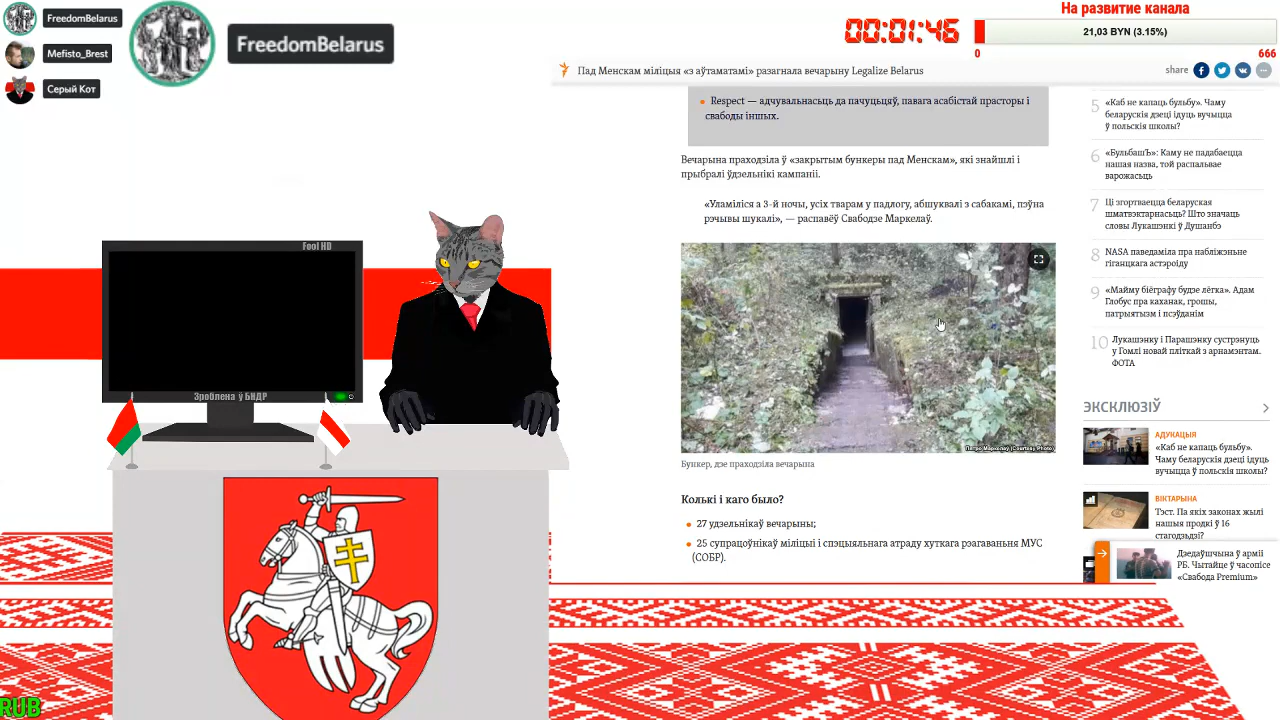 FreedomBelarus
Mefisto_Brest
Серый Кот
FreedomBelarus
00:01:46
На развитие канала
21,03 BYN (3.15%)
0
666
Пад Менскам міліцыя «з аўтаматамі» разагнала вечарыну Legalize Belarus
share
Respect — адчувальнасьць да пачуцьцяў, павага асабістай прасторы і
свабоды іншых.
Вечарына праходзіла ў «закрытым бункеры пад Менскам», які знайшлі і
прыбралі ўдзельнікі кампаніі.
«Уламіліся а 3-й ночы, усіх тварам у падлогу, абшуквалі з сабакамі, пэўна
рэчывы шукалі», — распавёў Свабодзе Маркелаў.
Пятро Маркелаў (Courtesy Photo)
Бункер, дзе праходзіла вечарына
Колькі і каго было?
27 удзельнікаў вечарыны;
25 супрацоўнікаў міліцыі і спэцыяльнага атраду хуткага рэагаваньня МУС
(СОБР).
5
«Каб не капаць бульбу». Чаму
беларускія дзеці ідуць вучыцца
ў польскія школы?
6
«БульбашЪ»: Каму не падабаецца
нашая назва, той распальвае
варожасьць
7
Ці згортваецца беларуская
шматвэктарнасьць? Што значаць
словы Лукашэнкі ў Душанбэ
8
NASA паведаміла пра набліжэньне
гіганцкага астэроіду
9
«Майму біёграфу будзе лёгка». Адам
Глобус пра каханак, грошы,
патрыятызм і псэўданім
10
Лукашэнку і Парашэнку сустрэнуць
у Гомлі новай пліткай з арнамэнтам.
ФОТА
ЭКСКЛЮЗІЎ
АДУКАЦЫЯ
«Каб не капаць бульбу».
Чаму беларускія дзеці ідуць
вучыцца ў польскія школы?
ВІКТАРЫНА
Тэст. Па якіх законах жылі
нашыя продкі ў 16
стагодзьдзі?
Дзедаўшчына ў арміі
РБ. Чытайце ў часопісе
«Свабода Premium»
Fool HD
Зроблена ў БНДР
RUB